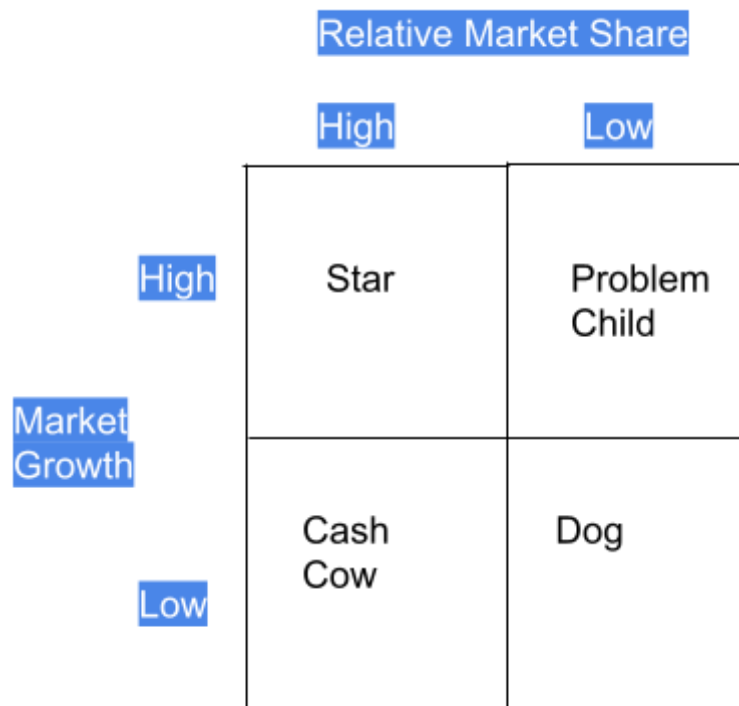 Relative Market Share
High
Low
High
Star
Problem
Child
Market
Growth
Cash
Cow
Dog
Low